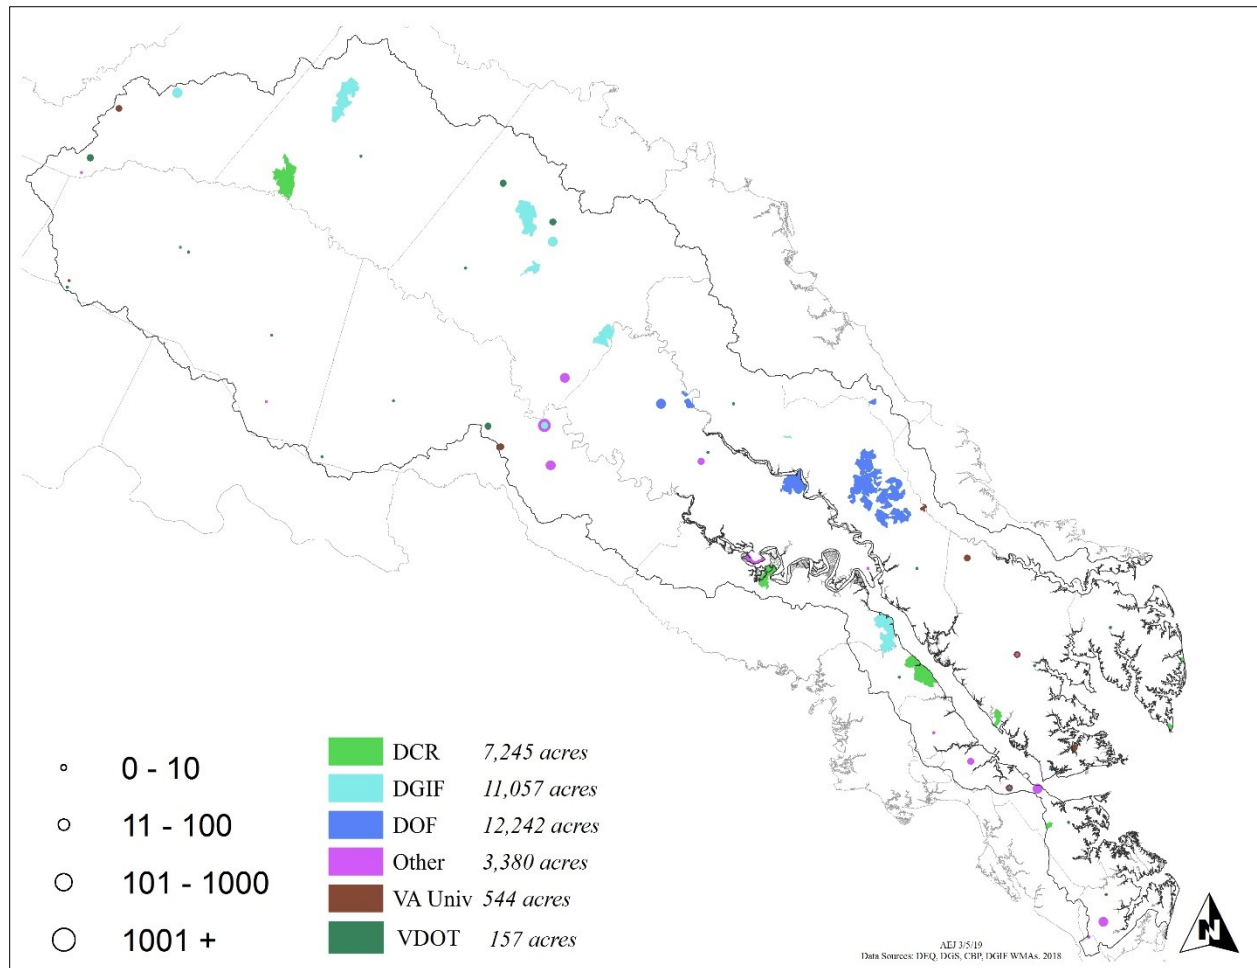 0 - 10
11 - 100
101 - 1000
1001 +
DCR 7,245 acres
DGIF 11,057 acres
DOF 12,242 acres
Other 3,380 acres
VA Univ 544 acres
VDOT 157 acres
N
AEJ 3/5/19
Data Sources: DEQ, DGS, CBP, DGIF WMAs. 2018